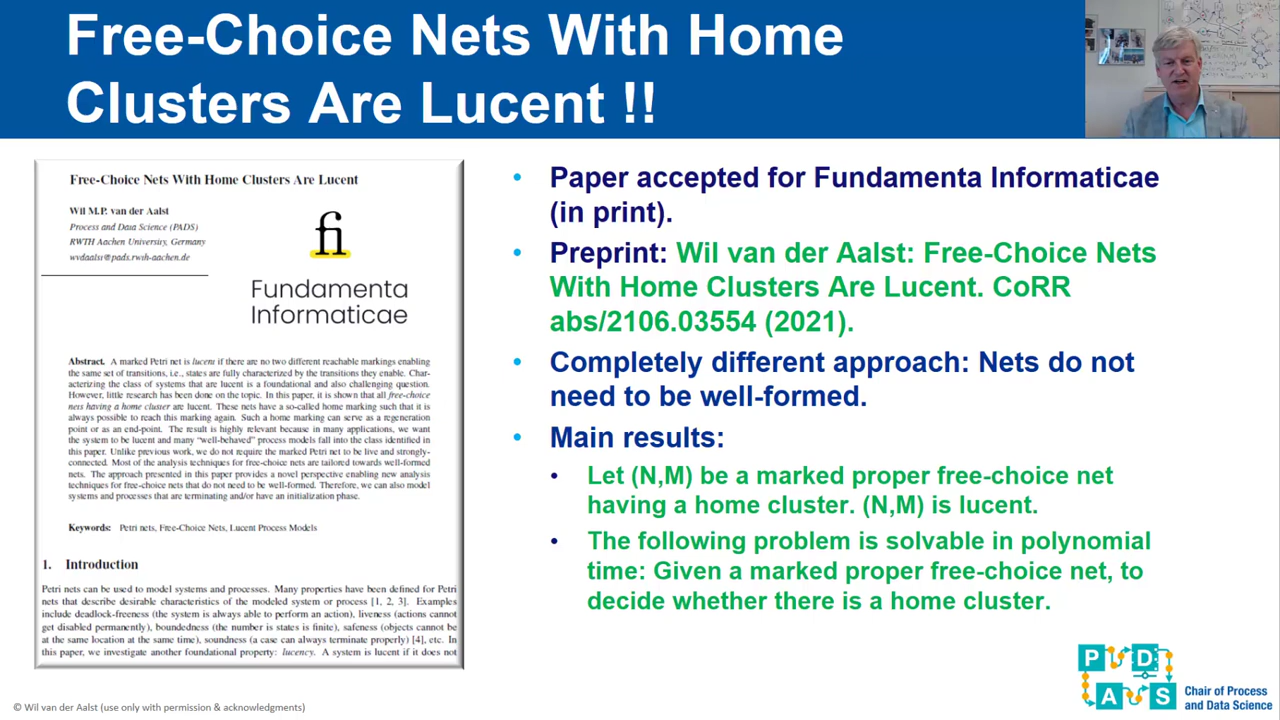 Free-Choice Nets With Home
Clusters Are Lucent !!
Free-Choice Nets With Home Clusters Are Lucent
Wil M.P. van der Aalst
Process and Data Science (PADS)
RWTH Aachen University, Germany
wvdaalst@pads.rwth-aachen.de
fi
Fundamenta
Informaticae
Abstract. A marked Petri net is lucent if there are no two different reachable markings enabling
the same set of transitions, i.e., states are fully characterized by the transitions they enable. Char-
acterizing the class of systems that are lucent is a foundational and also challenging question.
However, little research has been done on the topic. In this paper, it is shown that all free-choice
nets having a home cluster are lucent. These nets have a so-called home marking such that it is
always possible to reach this marking again. Such a home marking can serve as a regeneration
point or as an end-point. The result is highly relevant because in many applications, we want
the system to be lucent and many “well-behaved” process models fall into the class identified in
this paper. Unlike previous work, we do not require the marked Petri net to be live and strongly-
connected. Most of the analysis techniques for free-choice nets are tailored towards well-formed
nets. The approach presented in this paper provides a novel perspective enabling new analysis
techniques for free-choice nets that do not need to be well-formed. Therefore, we can also model
systems and processes that are terminating and/or have an initialization phase.
Keywords: Petri nets, Free-Choice Nets, Lucent Process Models
1. Introduction
Petri nets can be used to model systems and processes. Many properties have been defined for Petri
nets that describe desirable characteristics of the modeled system or process [1, 2, 3]. Examples
include deadlock-freeness (the system is always able to perform an action), liveness (actions cannot
get disabled permanently), boundedness (the number is states is finite), safeness (objects cannot be
at the same location at the same time), soundness (a case can always terminate properly) [4], etc. In
this paper, we investigate another foundational property: lucency. A system is lucent if it does not
• Paper accepted for Fundamenta Informaticae
(in print).
• Preprint: Wil van der Aalst: Free-Choice Nets
With Home Clusters Are Lucent. CoRR
abs/2106.03554 (2021).
• Completely different approach: Nets do not
need to be well-formed.
• Main results:
• Let (N,M) be a marked proper free-choice net
having a home cluster. (N,M) is lucent.
• The following problem is solvable in polynomial
time: Given a marked proper free-choice net, to
decide whether there is a home cluster.
P D
A S
Chair of Process
and Data Science
© Wil van der Aalst (use only with permission & acknowledgments)